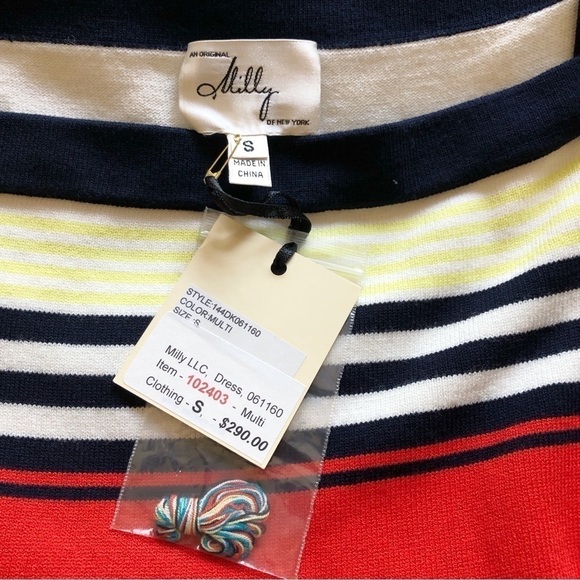 AN ORIGINAL
Milly
OF NEW YORK
S
MADE IN
CHINA
STYLE:144DK061160
COLOR:MULTI
SIZE :S
Milly LLC, Dress, 061160
Item - 102403 - Multi
Clothing - S, - $290.00